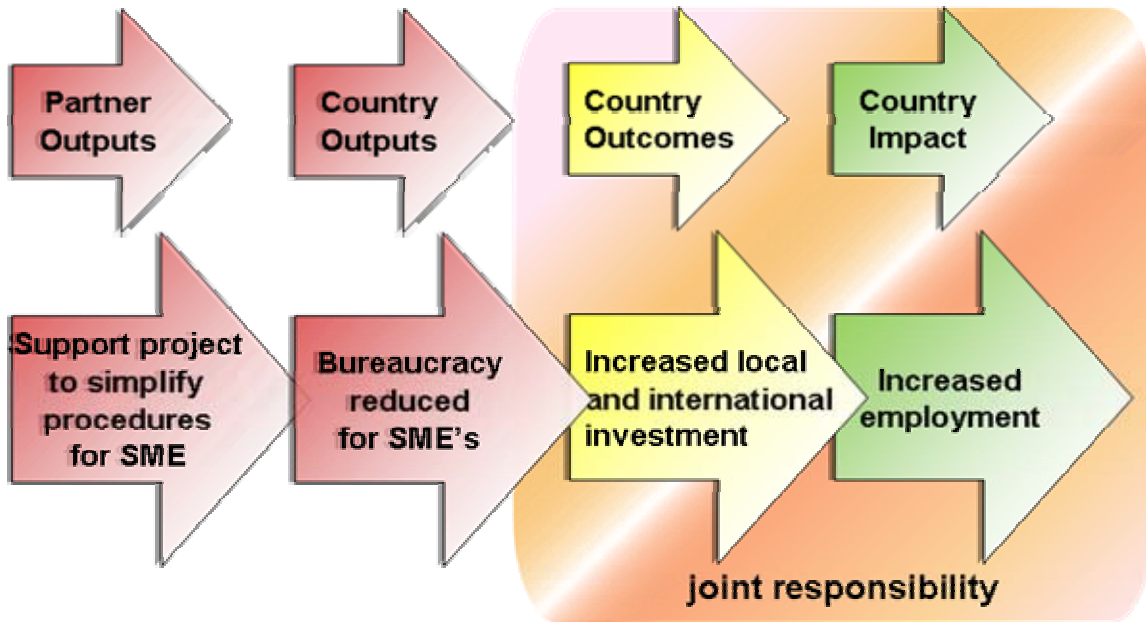 Partner
Outputs
Country
Outputs
Country
Outcomes
Country
Impact
Support project
to simplify
procedures
for SME
Bureaucracy
reduced
for SME's
Increased local
and international
investment
Increased
employment
joint responsibility